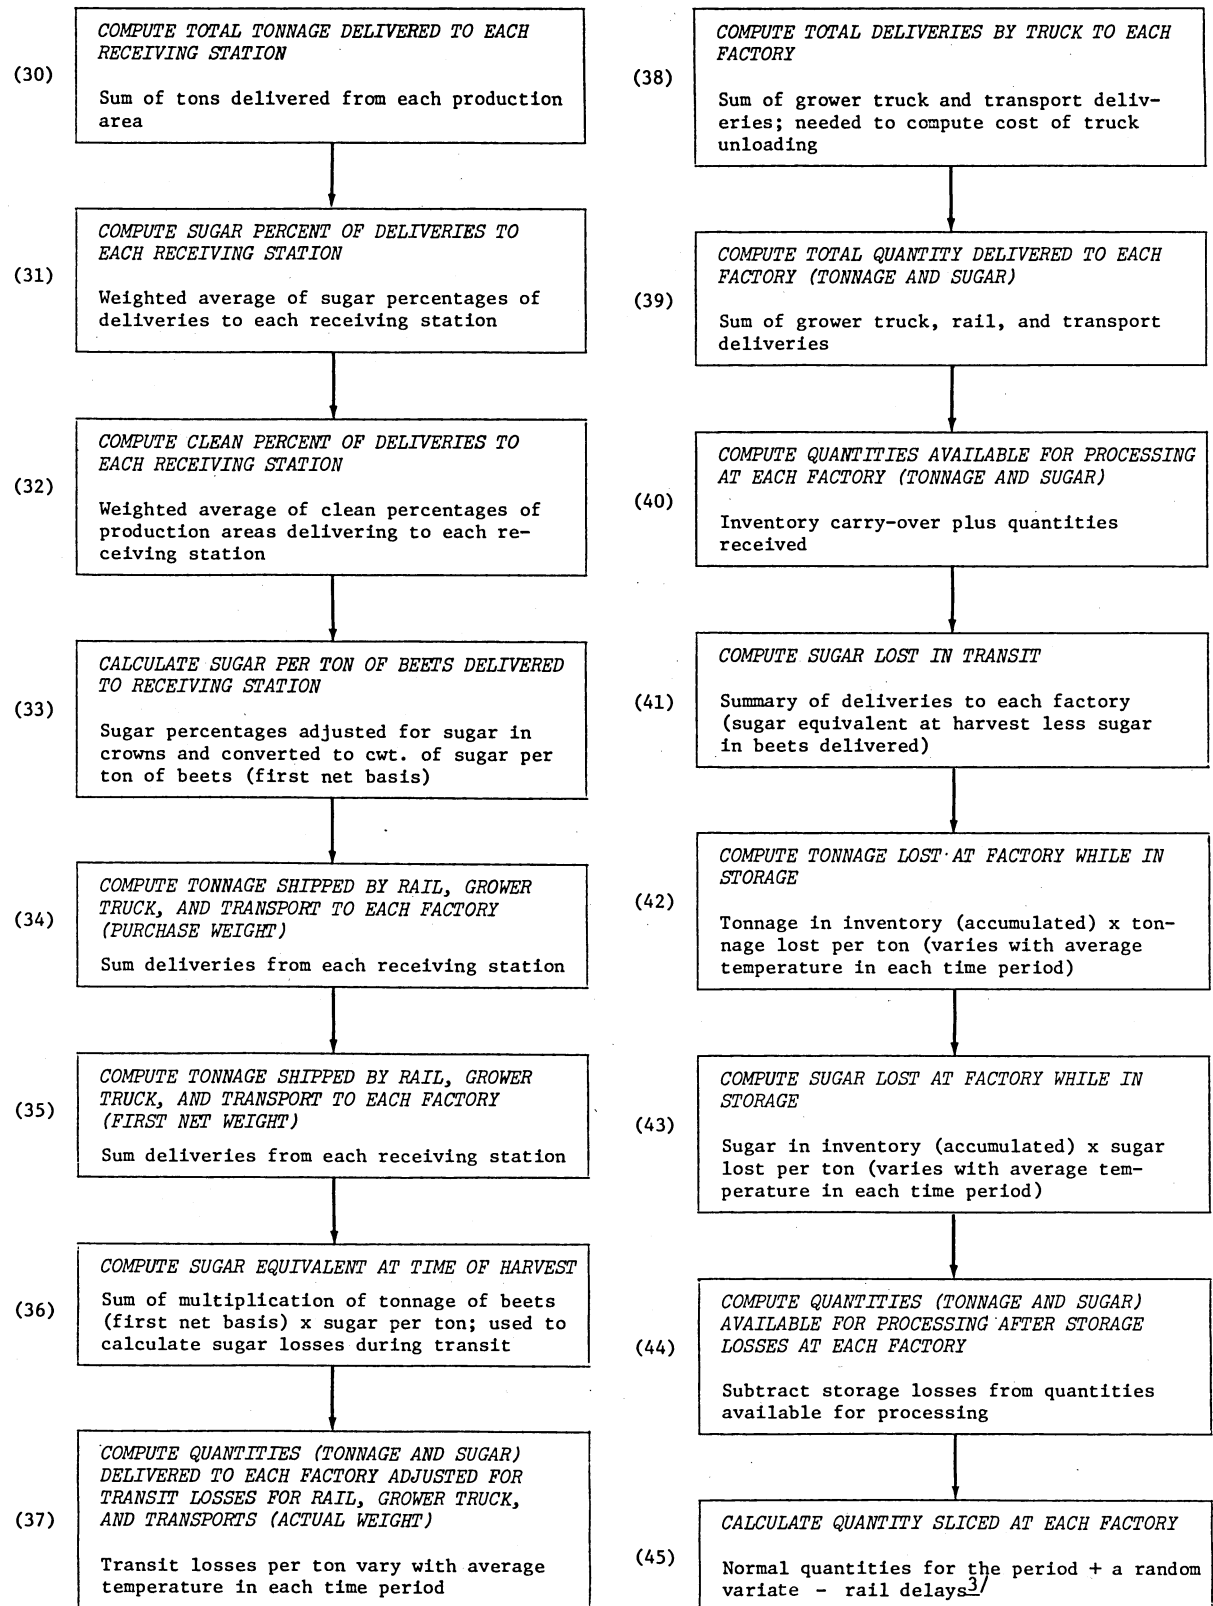 (30)
COMPUTE TOTAL TONNAGE DELIVERED TO EACH
RECEIVING STATION
Sum of tons delivered from each production
area
(31)
COMPUTE SUGAR PERCENT OF DELIVERIES TO
EACH RECEIVING STATION
Weighted average of sugar percentages of
deliveries to each receiving station
(32)
COMPUTE CLEAN PERCENT OF DELIVERIES TO
EACH RECEIVING STATION
Weighted average of clean percentages of
production areas delivering to each re-
ceiving station
(33)
CALCULATE SUGAR PER TON OF BEETS DELIVERED
TO RECEIVING STATION
Sugar percentages adjusted for sugar in
crowns and converted to cwt. of sugar per
ton of beets (first net basis)
(34)
COMPUTE TONNAGE SHIPPED BY RAIL, GROWER
TRUCK, AND TRANSPORT TO EACH FACTORY
(PURCHASE WEIGHT)
Sum deliveries from each receiving station
(35)
COMPUTE TONNAGE SHIPPED BY RAIL, GROWER
TRUCK, AND TRANSPORT TO EACH FACTORY
(FIRST NET WEIGHT)
Sum deliveries from each receiving station
(36)
COMPUTE SUGAR EQUIVALENT AT TIME OF HARVEST
Sum of multiplication of tonnage of beets
(first net basis) x sugar per ton; used to
calculate sugar losses during transit
(37)
COMPUTE QUANTITIES (TONNAGE AND SUGAR)
DELIVERED TO EACH FACTORY ADJUSTED FOR
TRANSIT LOSSES FOR RAIL, GROWER TRUCK,
AND TRANSPORTS (ACTUAL WEIGHT)
Transit losses per ton vary with average
temperature in each time period
(38)
COMPUTE TOTAL DELIVERIES BY TRUCK TO EACH
FACTORY
Sum of grower truck and transport deliv-
eries; needed to compute cost of truck
unloading
(39)
COMPUTE TOTAL QUANTITY DELIVERED TO EACH
FACTORY (TONNAGE AND SUGAR)
Sum of grower truck, rail, and transport
deliveries
(40)
COMPUTE QUANTITIES AVAILABLE FOR PROCESSING
AT EACH FACTORY (TONNAGE AND SUGAR)
Inventory carry-over plus quantities
received
(41)
COMPUTE SUGAR LOST IN TRANSIT
Summary of deliveries to each factory
(sugar equivalent at harvest less sugar
in beets delivered)
(42)
COMPUTE TONNAGE LOST AT FACTORY WHILE IN
STORAGE
Tonnage in inventory (accumulated) x ton-
nage lost per ton (varies with average
temperature in each time period)
(43)
COMPUTE SUGAR LOST AT FACTORY WHILE IN
STORAGE
Sugar in inventory (accumulated) x sugar
lost per ton (varies with average tem-
perature in each time period)
(44)
COMPUTE QUANTITIES (TONNAGE AND SUGAR)
AVAILABLE FOR PROCESSING AFTER STORAGE
LOSSES AT EACH FACTORY
Subtract storage losses from quantities
available for processing
(45)
CALCULATE QUANTITY SLICED AT EACH FACTORY
Normal quantities for the period + a random
variate - rail delays 3/